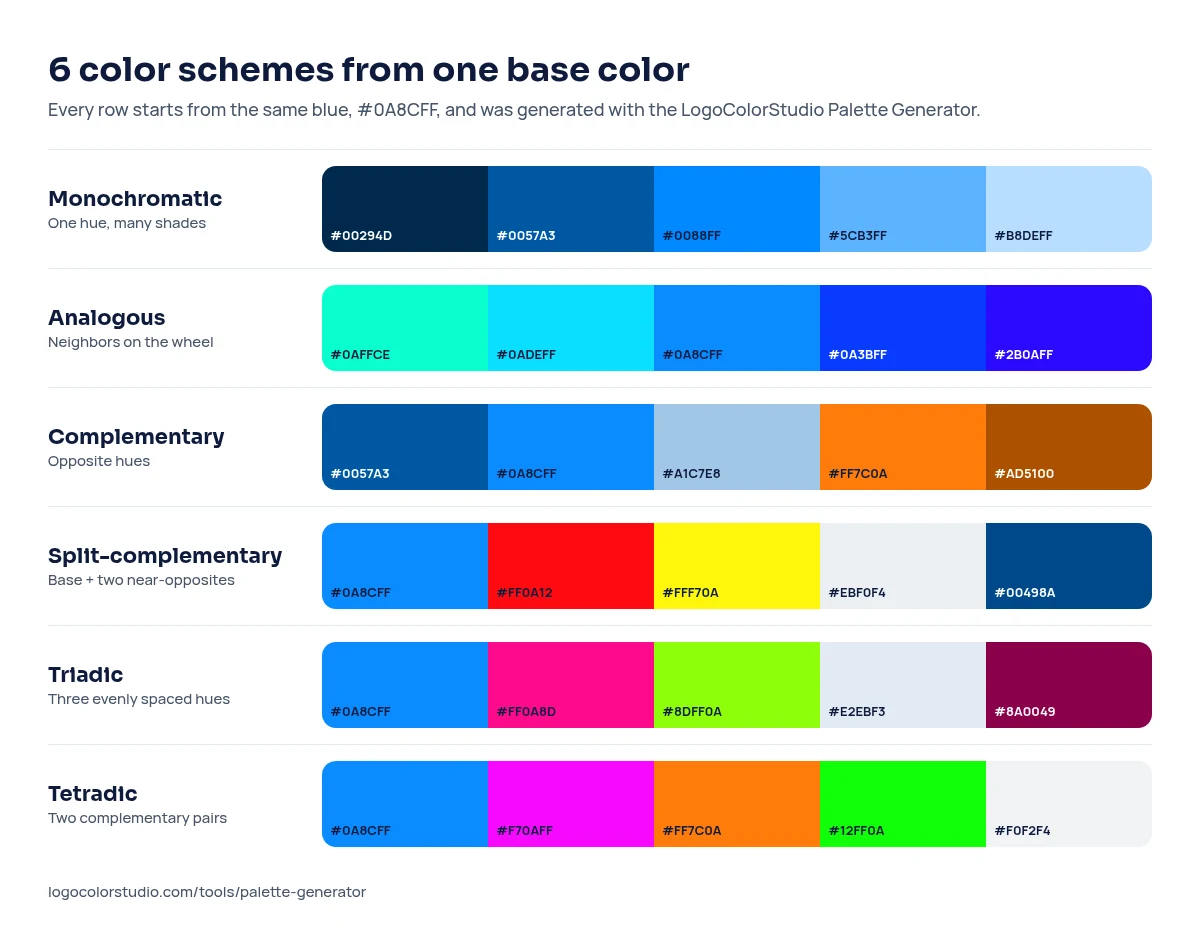 6 color schemes from one base color
Every row starts from the same blue, #0A8CFF, and was generated with the LogoColorStudio Palette Generator.
Monochromatic
One hue, many shades
#00294D #0057A3 #0088FF #5CB3FF #B8DEFF
Analogous
Neighbors on the wheel
#0AFFCE #0ADEFF #0A8CFF #0A3BFF #2B0AFF
Complementary
Opposite hues
#0057A3 #0A8CFF #A1C7E8 #FF7C0A #AD5100
Split-complementary
Base + two near-opposites
#0A8CFF #FF0A12 #FFF70A #EBF0F4 #00498A
Triadic
Three evenly spaced hues
#0A8CFF #FF0A8D #8DFF0A #E2EBF3 #8A0049
Tetradic
Two complementary pairs
#0A8CFF #F70AFF #FF7C0A #12FF0A #F0F2F4
logocolorstudio.com/tools/palette-generator